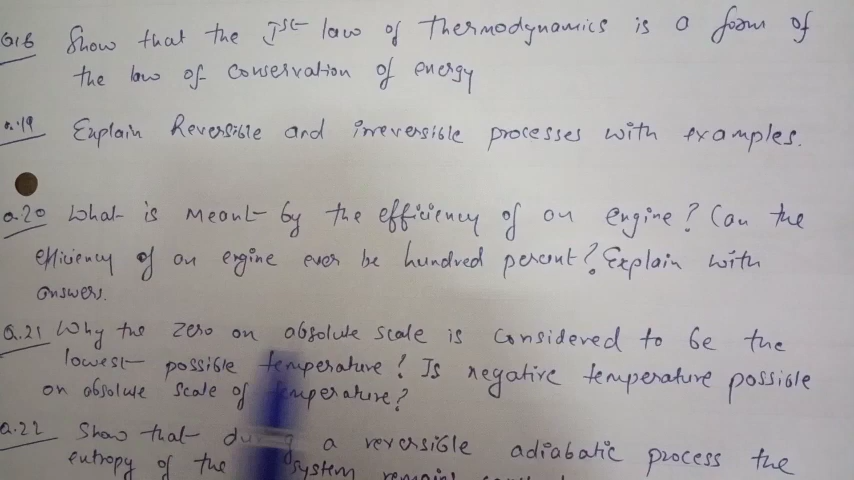 Q.18 Show that the Ist law of Thermodynamics is a form of
the law of conservation of energy
Q.19 Explain Reversible and irreversible processes with examples.
Q.20 What is meant by the efficiency of an engine? Can the
efficiency of an engine ever be hundred percent? Explain with
answers.
Q.21 Why the zero on absolute scale is considered to be the
lowest possible temperature? Is negative temperature possible
on absolute scale of temperature?
Q.22 Show that during a reversible adiabatic process the
entropy of the system remains